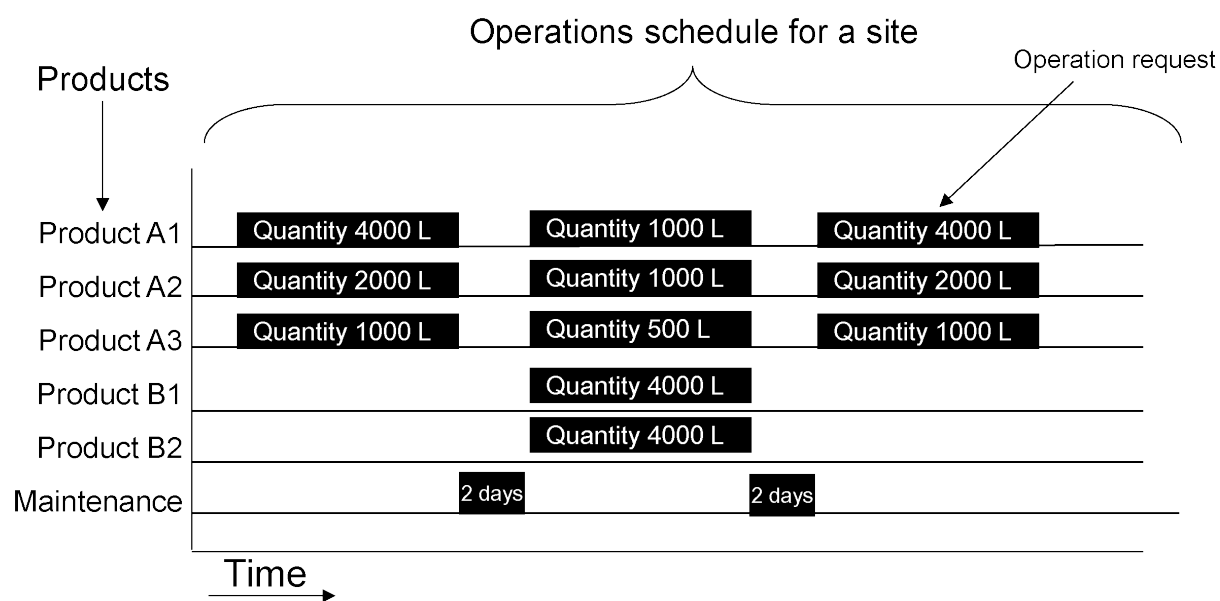 Operations schedule for a site
Operation request
Products
Product A1 Quantity 4000 L Quantity 1000 L Quantity 4000 L
Product A2 Quantity 2000 L Quantity 1000 L Quantity 2000 L
Product A3 Quantity 1000 L Quantity 500 L Quantity 1000 L
Product B1 Quantity 4000 L
Product B2 Quantity 4000 L
Maintenance 2 days 2 days
Time